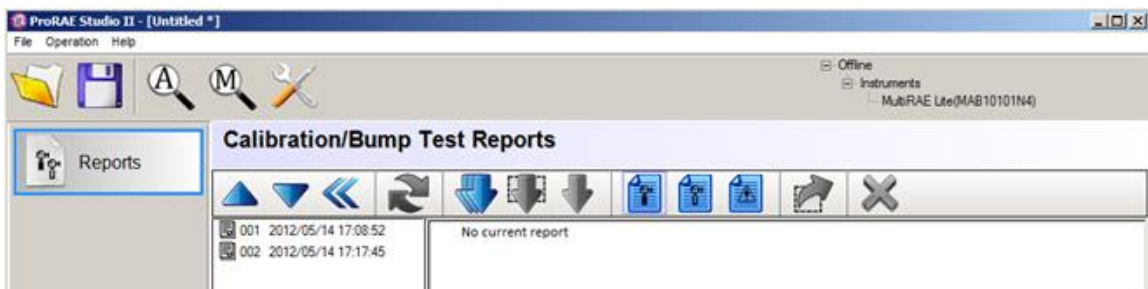 ProRAE Studio II - [Untitled *]
File Operation Help
A
M
Offline
Instruments
MultiRAE Lite(MAB10101N4)
Reports
Calibration/Bump Test Reports
001 2012/05/14 17:08:52
002 2012/05/14 17:17:45
No current report